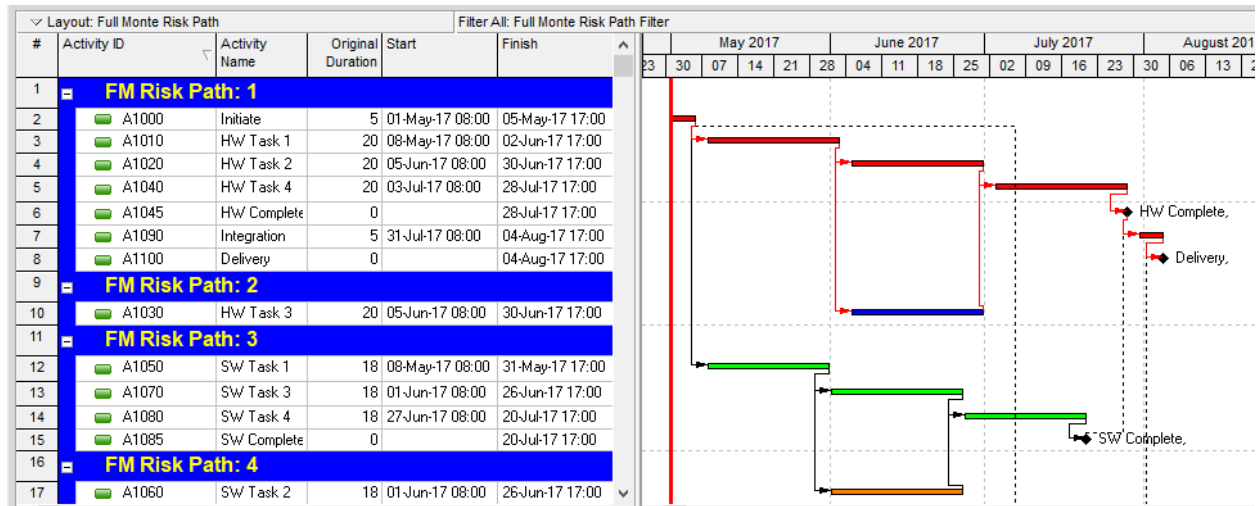 Layout: Full Monte Risk Path Filter All: Full Monte Risk Path Filter
# Activity ID Activity Name Original Duration Start Finish May 2017 June 2017 July 2017 August 201
23 30 07 14 21 28 04 11 18 25 02 09 16 23 30 06 13 2
1 FM Risk Path: 1
2 A1000 Initiate 5 01-May-17 08:00 05-May-17 17:00
3 A1010 HW Task 1 20 08-May-17 08:00 02-Jun-17 17:00
4 A1020 HW Task 2 20 05-Jun-17 08:00 30-Jun-17 17:00
5 A1040 HW Task 4 20 03-Jul-17 08:00 28-Jul-17 17:00
6 A1045 HW Complete 0 28-Jul-17 17:00 HW Complete,
7 A1090 Integration 5 31-Jul-17 08:00 04-Aug-17 17:00
8 A1100 Delivery 0 04-Aug-17 17:00 Delivery,
9 FM Risk Path: 2
10 A1030 HW Task 3 20 05-Jun-17 08:00 30-Jun-17 17:00
11 FM Risk Path: 3
12 A1050 SW Task 1 18 08-May-17 08:00 31-May-17 17:00
13 A1070 SW Task 3 18 01-Jun-17 08:00 26-Jun-17 17:00
14 A1080 SW Task 4 18 27-Jun-17 08:00 20-Jul-17 17:00
15 A1085 SW Complete 0 20-Jul-17 17:00 SW Complete,
16 FM Risk Path: 4
17 A1060 SW Task 2 18 01-Jun-17 08:00 26-Jun-17 17:00